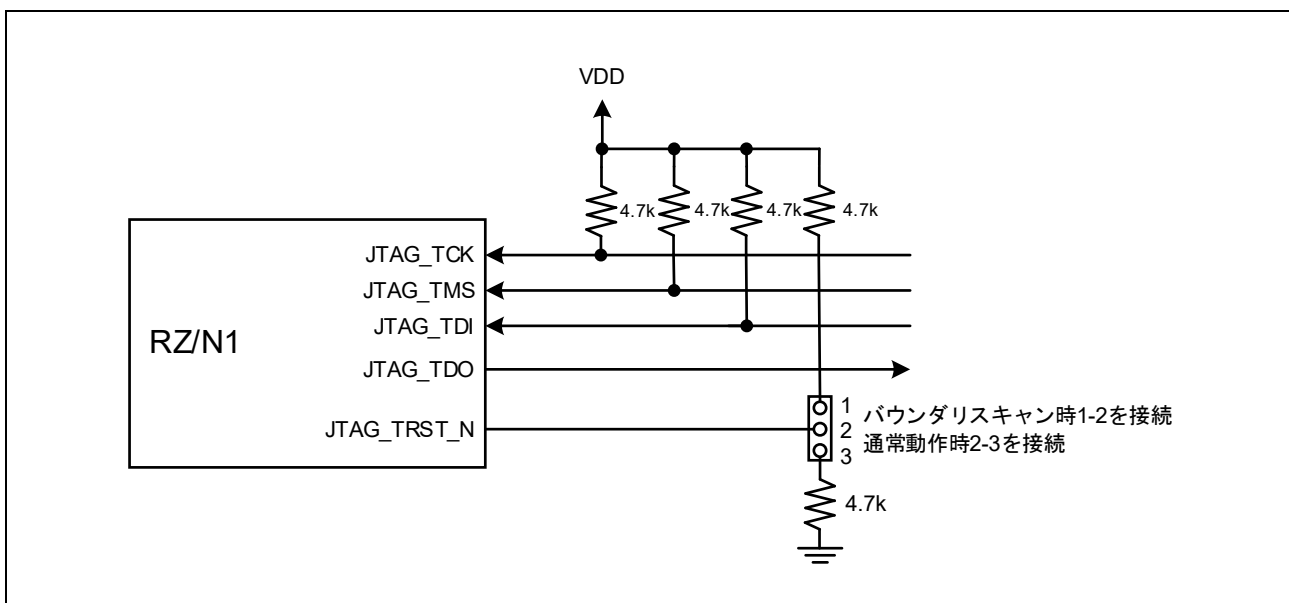 VDD
4.7k
4.7k
4.7k
4.7k
JTAG_TCK
JTAG_TMS
JTAG_TDI
RZ/N1
JTAG_TDO
JTAG_TRST_N
1
2
3
バウンダリスキャン時1-2を接続
通常動作時2-3を接続
4.7k